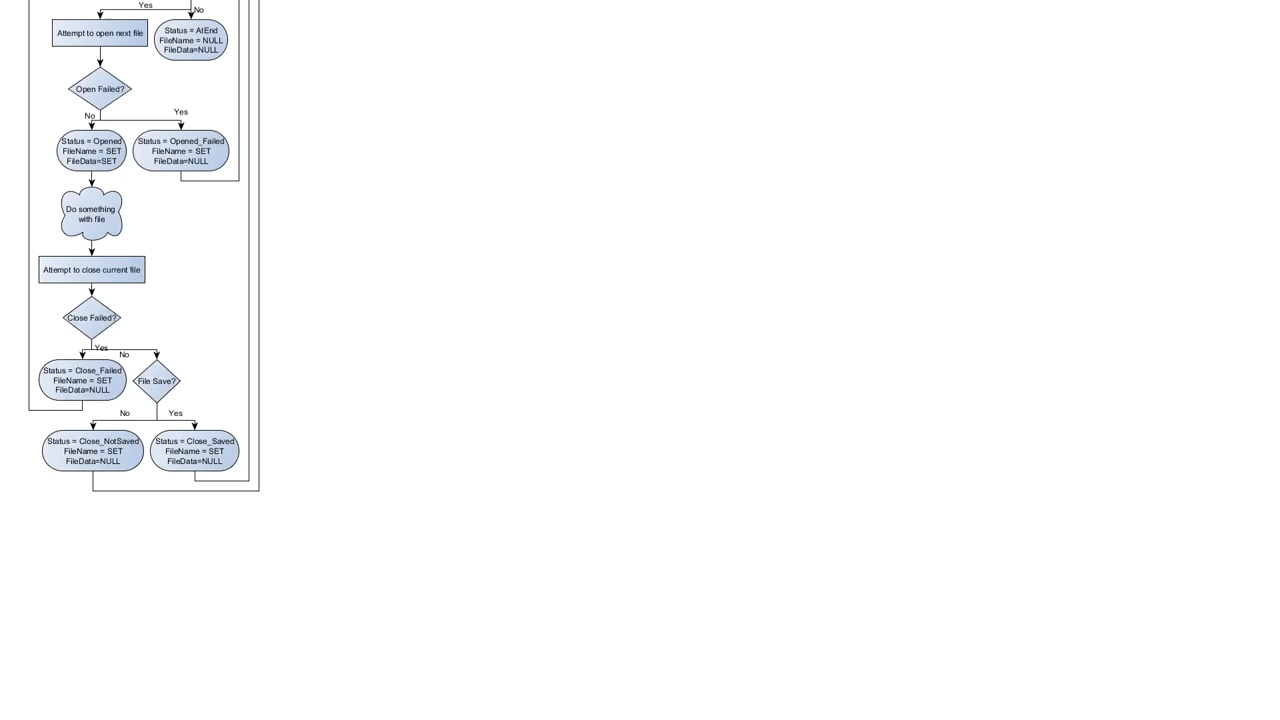 Yes
No
Attempt to open next file
Status = AtEnd
FileName = NULL
FileData=NULL
Open Failed?
No
Yes
Status = Opened
FileName = SET
FileData=SET
Status = Opened_Failed
FileName = SET
FileData=NULL
Do something
with file
Attempt to close current file
Close Failed?
Yes
No
Status = Close_Failed
FileName = SET
FileData=NULL
File Save?
No
Yes
Status = Close_NotSaved
FileName = SET
FileData=NULL
Status = Close_Saved
FileName = SET
FileData=NULL